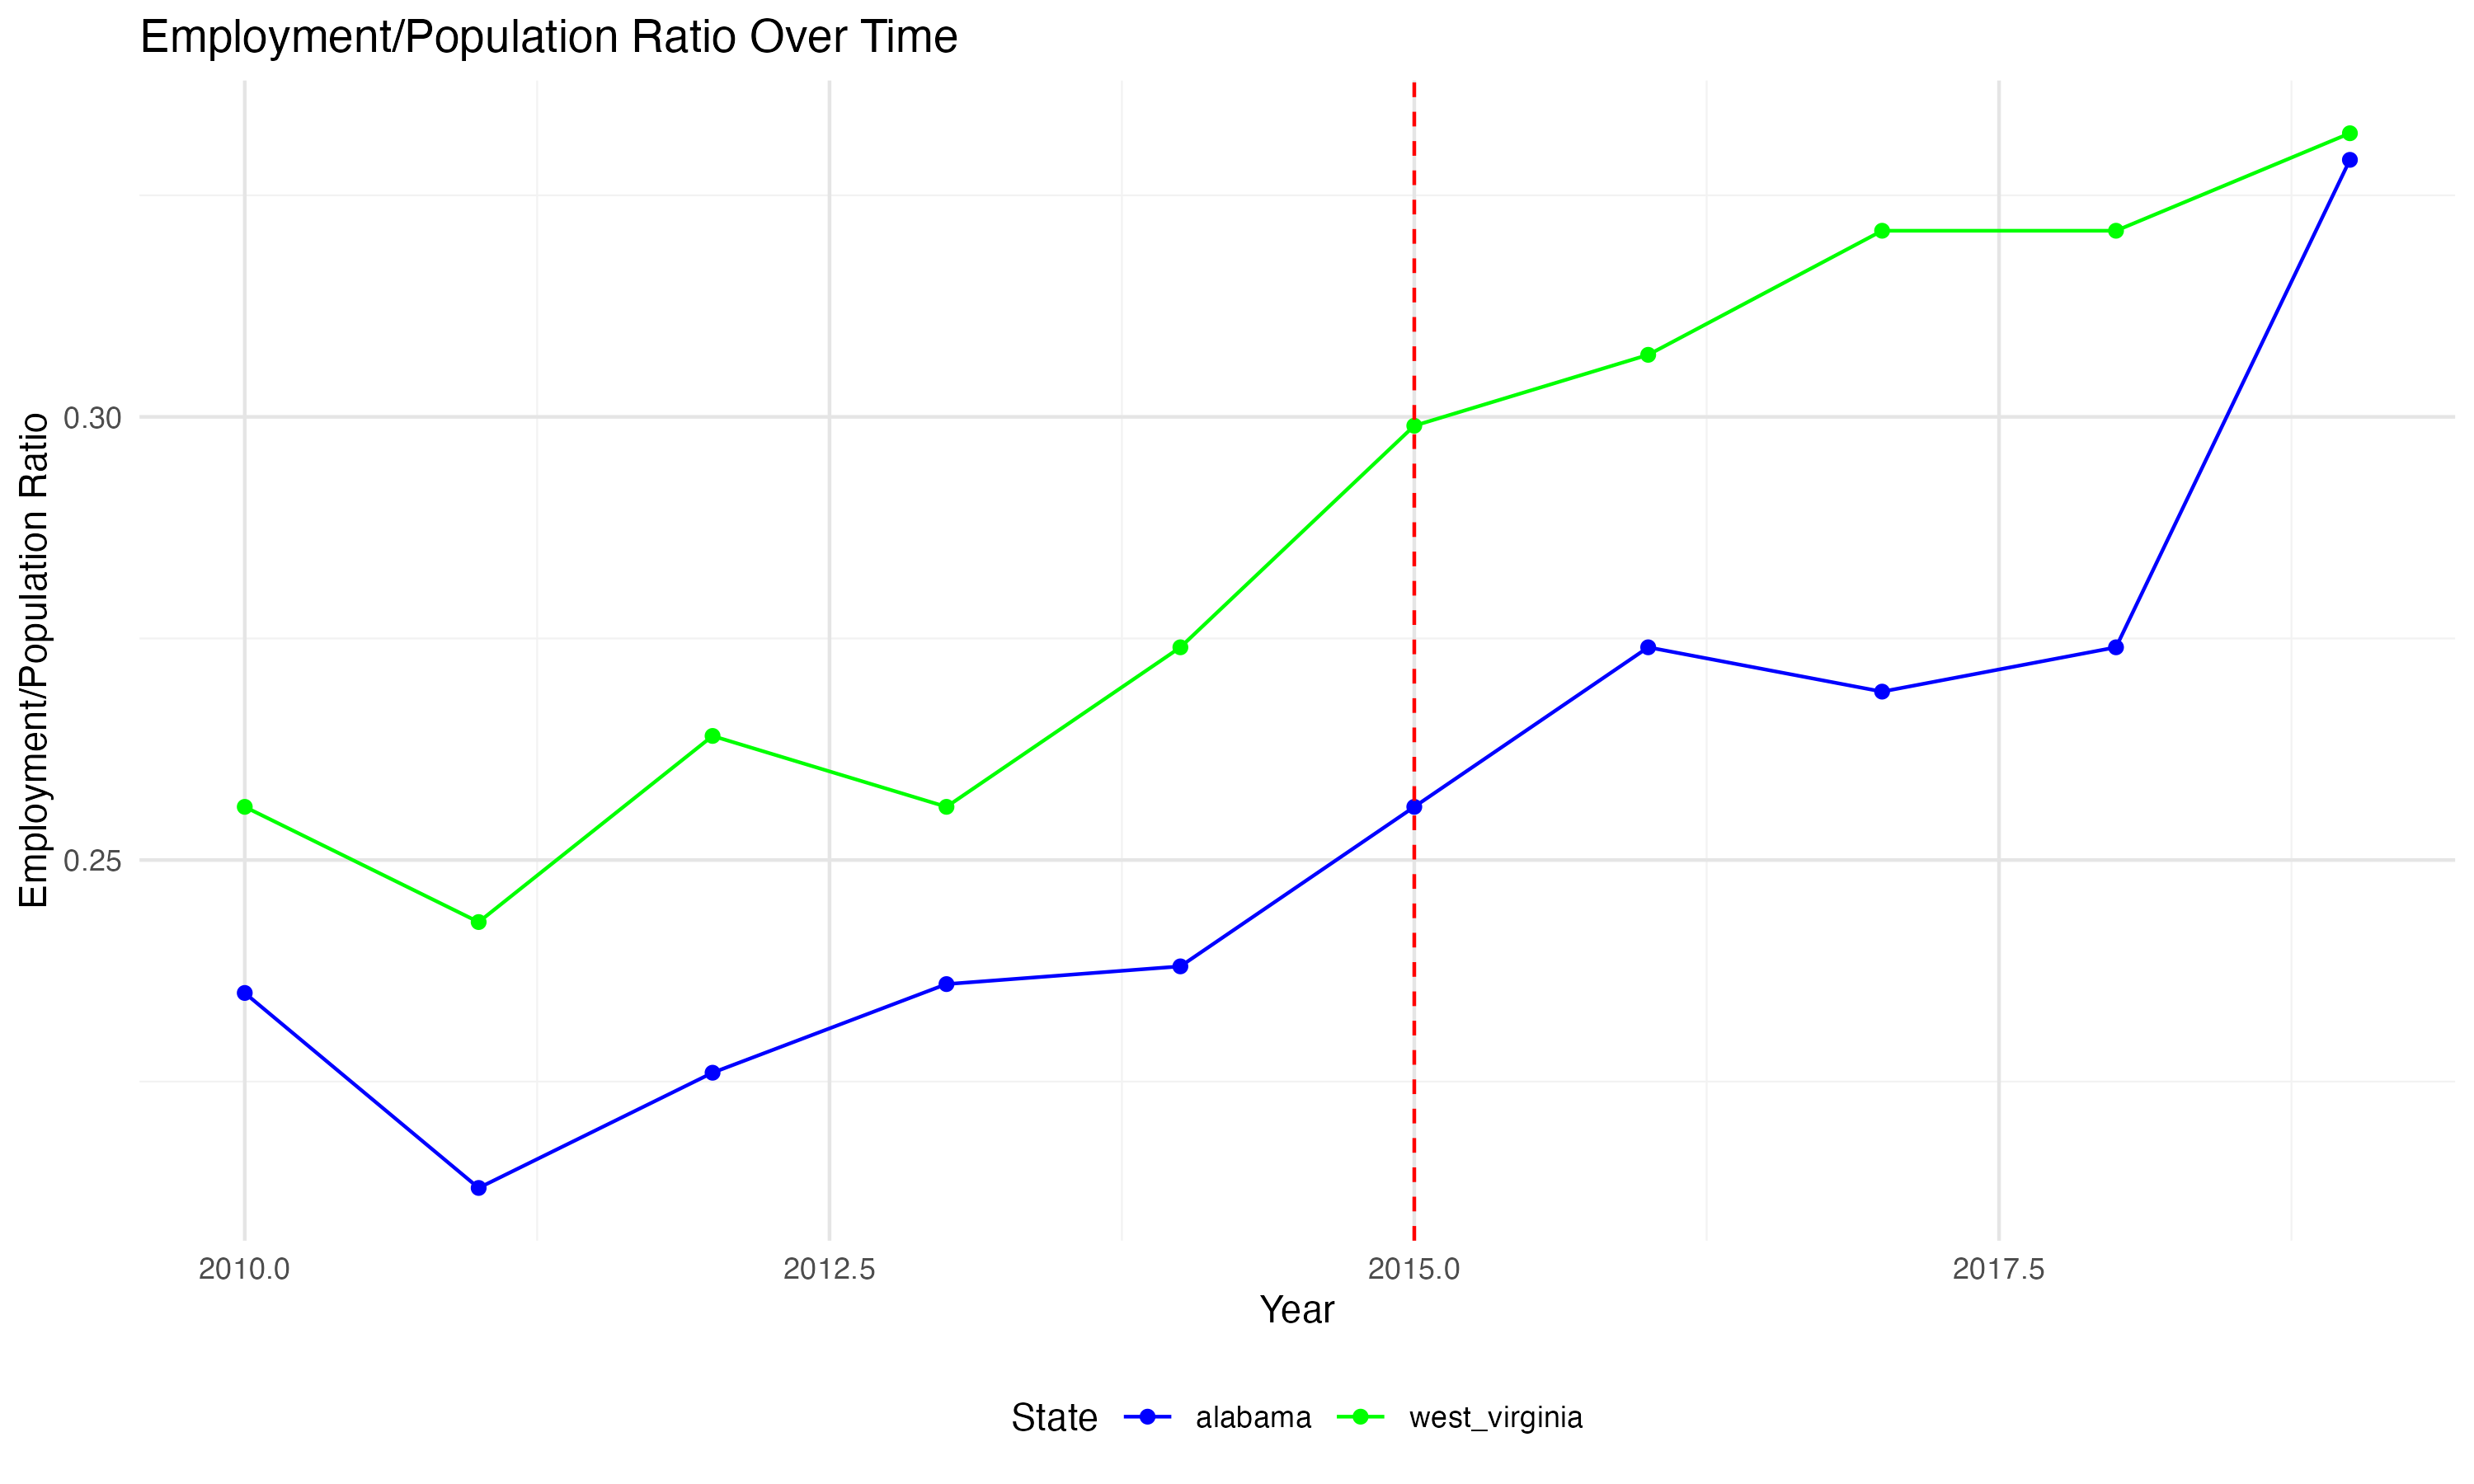 Employment/Population Ratio Over Time
Employment/Population Ratio
0.30
0.25
2010.0 2012.5 2015.0 2017.5
Year
State alabama west_virginia